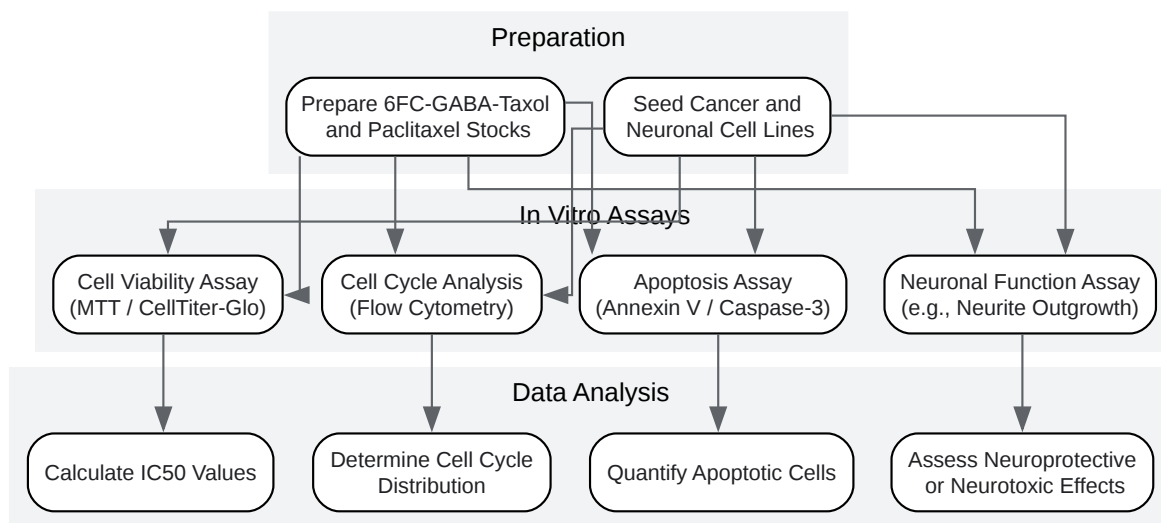 Preparation
Prepare 6FC-GABA-Taxol
and Paclitaxel Stocks
Seed Cancer and
Neuronal Cell Lines
In Vitro Assays
Cell Viability Assay
(MTT / CellTiter-Glo)
Cell Cycle Analysis
(Flow Cytometry)
Apoptosis Assay
(Annexin V / Caspase-3)
Neuronal Function Assay
(e.g., Neurite Outgrowth)
Data Analysis
Calculate IC50 Values
Determine Cell Cycle
Distribution
Quantify Apoptotic Cells
Assess Neuroprotective
or Neurotoxic Effects